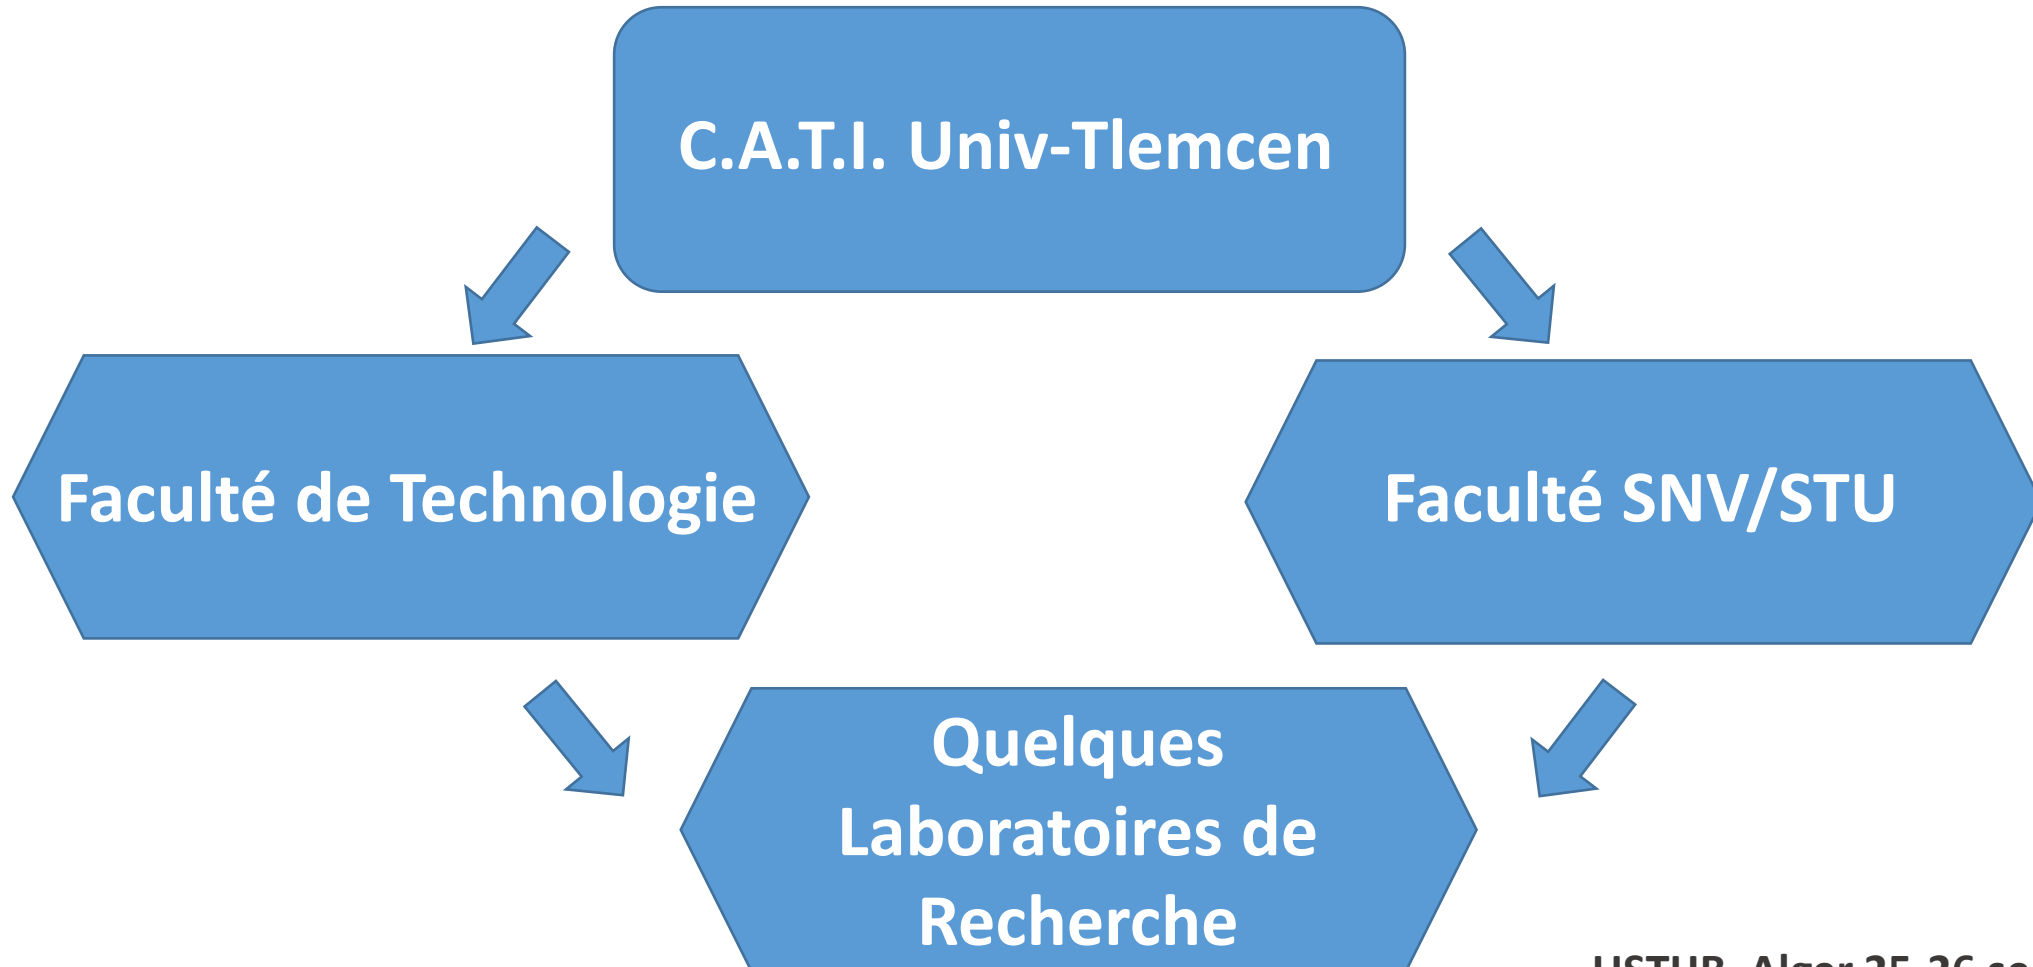 C.A.T.I. Univ-Tlemcen
Faculté de Technologie
Faculté SNV/STU
Quelques
Laboratoires de
Recherche